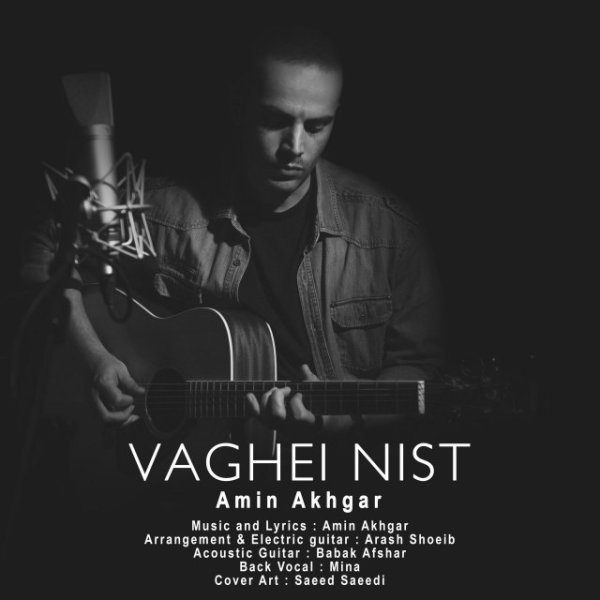 VAGHEI NIST
Amin Akhgar
Music and Lyrics : Amin Akhgar
Arrangement & Electric guitar : Arash Shoeib
Acoustic Guitar : Babak Afshar
Back Vocal : Mina
Cover Art : Saeed Saeedi